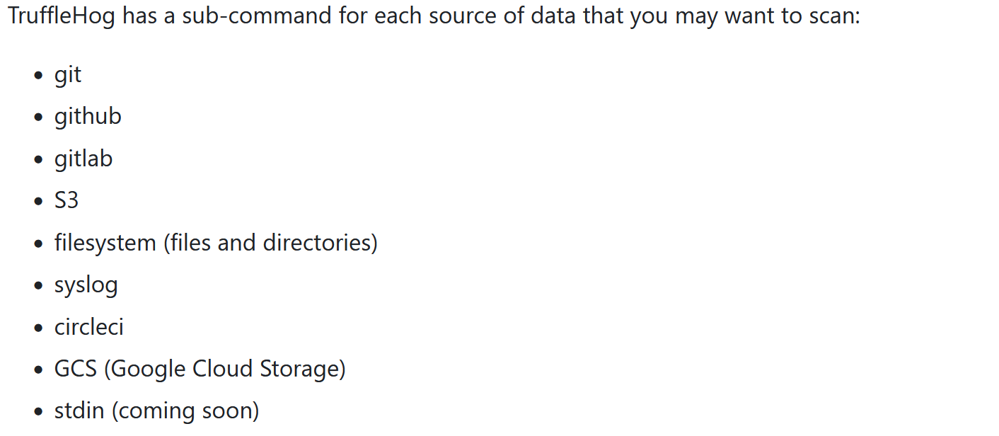 TruffleHog has a sub-command for each source of data that you may want to scan:
• git
• github
• gitlab
• S3
• filesystem (files and directories)
• syslog
• circleci
• GCS (Google Cloud Storage)
• stdin (coming soon)